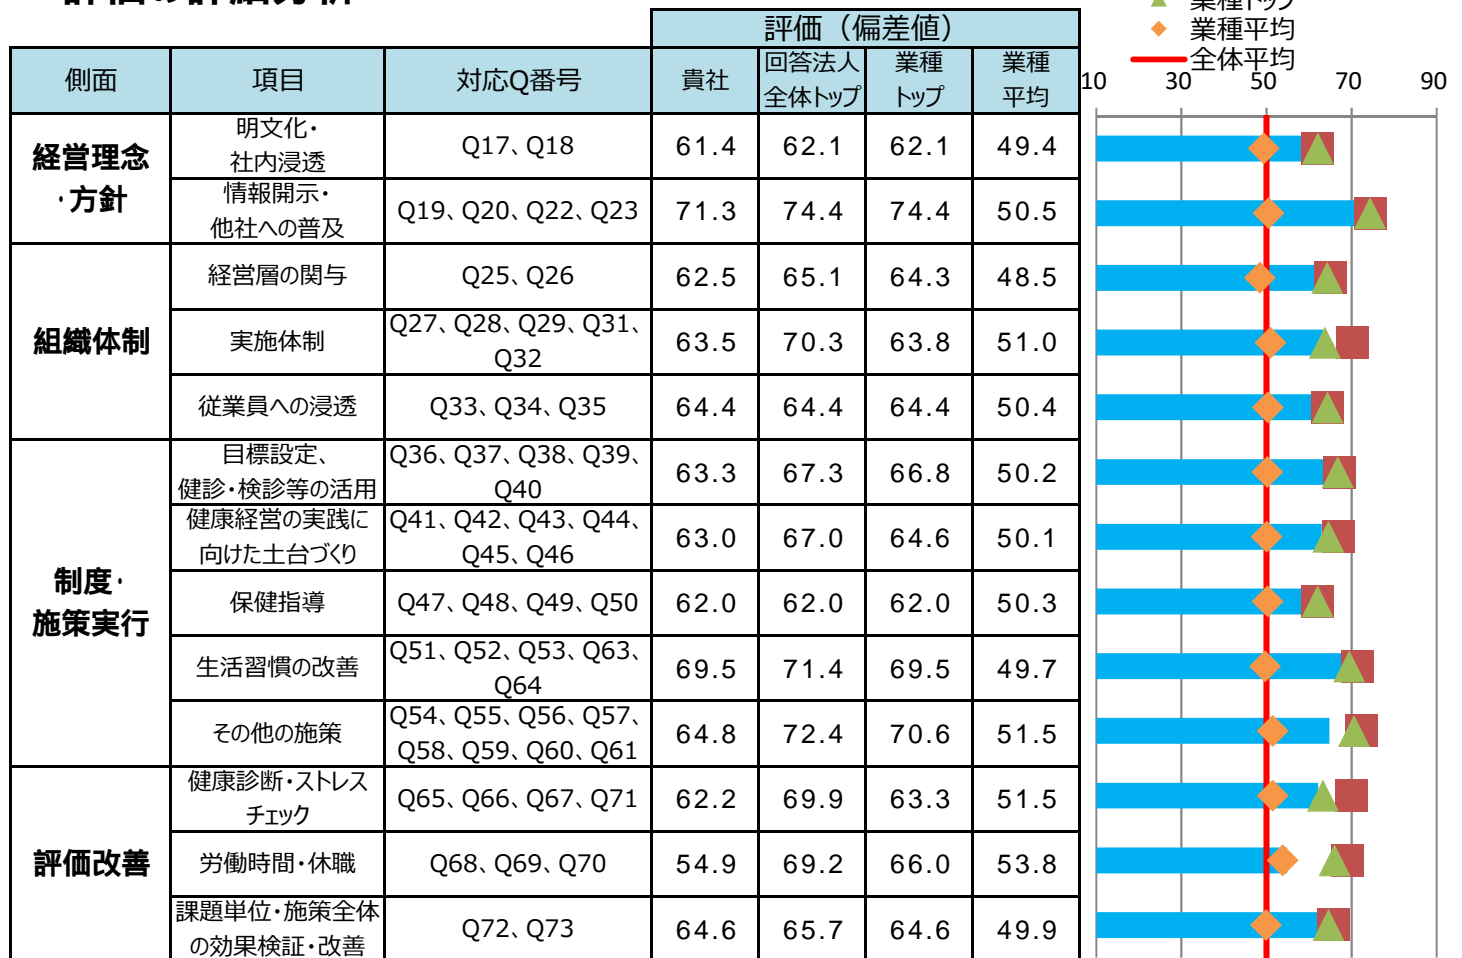 評価の詳細分析
業種トップ
業種平均
全体平均
評価（偏差値）
側面 項目 対応Q番号 貴社 回答法人 業種 業種
全体トップ トップ 平均
10 30 50 70 90
経営理念
・方針
明文化・
社内浸透
Q17、Q18 61.4 62.1 62.1 49.4
情報開示・
他社への普及
Q19、Q20、Q22、Q23 71.3 74.4 74.4 50.5
組織体制
経営層の関与 Q25、Q26 62.5 65.1 64.3 48.5
実施体制
Q27、Q28、Q29、Q31、
Q32
63.5 70.3 63.8 51.0
従業員への浸透 Q33、Q34、Q35 64.4 64.4 64.4 50.4
制度・
施策実行
目標設定、
健診・検診等の活用
Q36、Q37、Q38、Q39、
Q40
63.3 67.3 66.8 50.2
健康経営の実践に
向けた土台づくり
Q41、Q42、Q43、Q44、
Q45、Q46
63.0 67.0 64.6 50.1
保健指導 Q47、Q48、Q49、Q50 62.0 62.0 62.0 50.3
生活習慣の改善
Q51、Q52、Q53、Q63、
Q64
69.5 71.4 69.5 49.7
その他の施策
Q54、Q55、Q56、Q57、
Q58、Q59、Q60、Q61
64.8 72.4 70.6 51.5
評価改善
健康診断・ストレス
チェック
Q65、Q66、Q67、Q71 62.2 69.9 63.3 51.5
労働時間・休職 Q68、Q69、Q70 54.9 69.2 66.0 53.8
課題単位・施策全体
の効果検証・改善
Q72、Q73 64.6 65.7 64.6 49.9